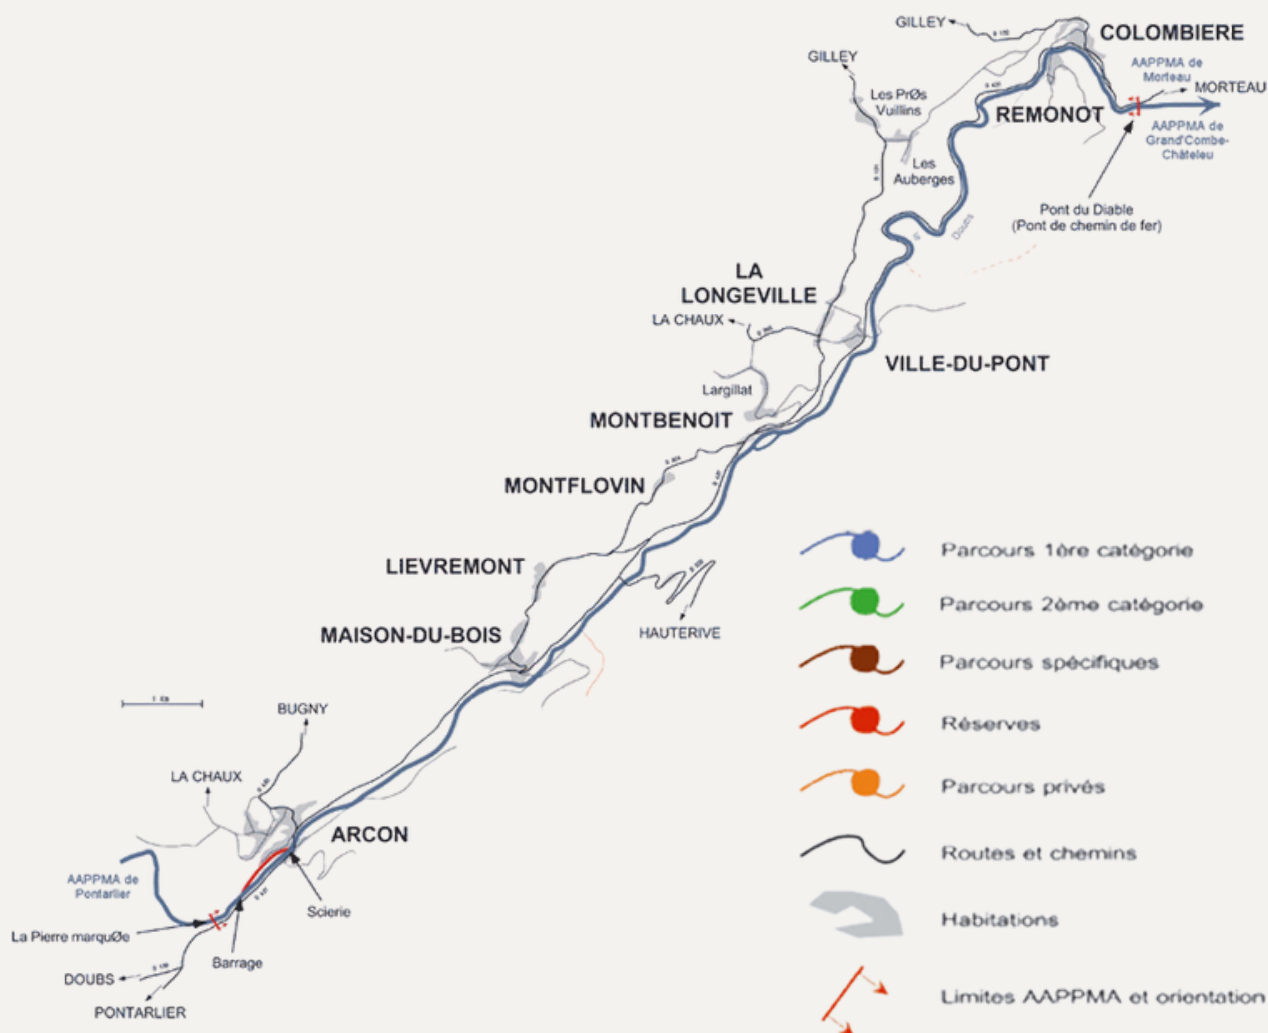 GILLEY
COLOMBIERE
GILLEY
AAPPMA de
Morteau
MORTEAU
Les PrØs
Vuillins
REMONOT
AAPPMA de
Grand'Combe-
Châteleu
Les
Auberges
Pont du Diable
(Pont de chemin de fer)
Doubs
LA
LONGEVILLE
LA CHAUX
VILLE-DU-PONT
Largillat
MONTBENOIT
MONTFLOVIN
LIEVREMONT
HAUTERIVE
MAISON-DU-BOIS
BUGNY
LA CHAUX
ARCON
AAPPMA de
Pontarlier
Scierie
La Pierre marquØe
Barrage
DOUBS
PONTARLIER
Parcours 1ère catégorie
Parcours 2ème catégorie
Parcours spécifiques
Réserves
Parcours privés
Routes et chemins
Habitations
Limites AAPPMA et orientation